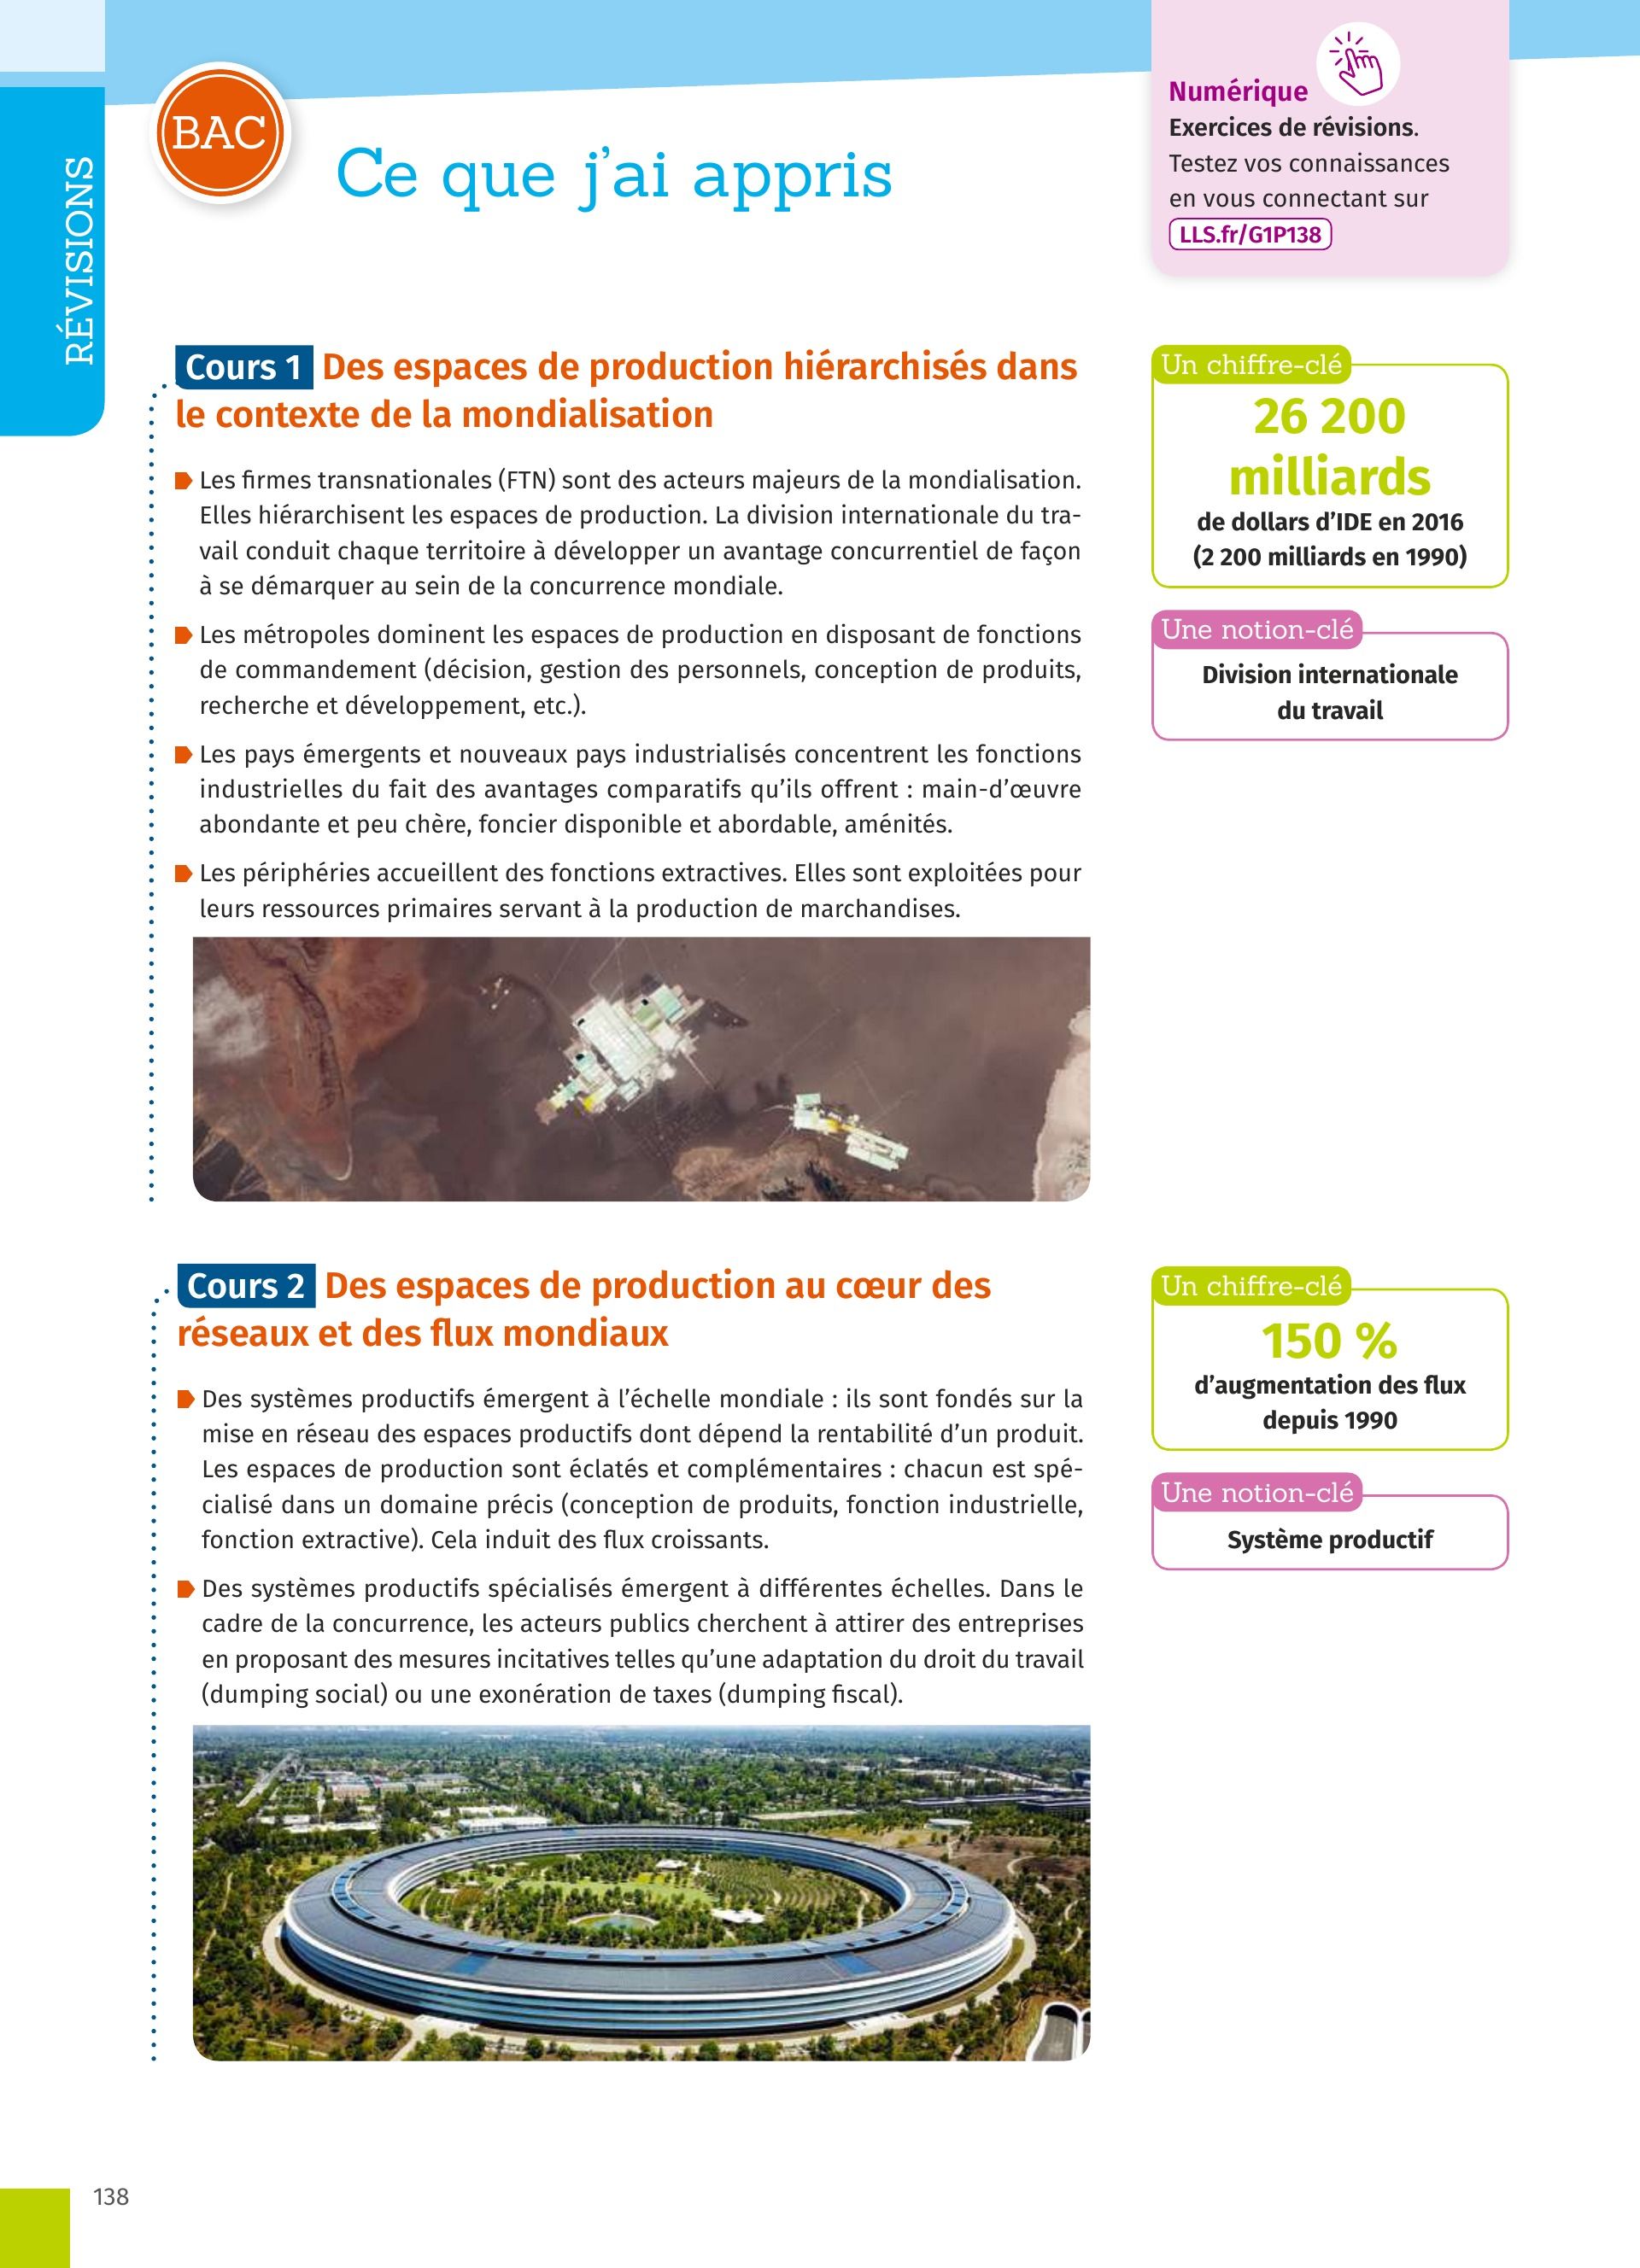 RÉVISIONS
BAC
Ce que j'ai appris
Numérique
Exercices de révisions.
Testez vos connaissances
en vous connectant sur
LLS.fr/G1P138
Cours 1 Des espaces de production hiérarchisés dans
le contexte de la mondialisation
Les firmes transnationales (FTN) sont des acteurs majeurs de la mondialisation.
Elles hiérarchisent les espaces de production. La division internationale du tra-
vail conduit chaque territoire à développer un avantage concurrentiel de façon
à se démarquer au sein de la concurrence mondiale.
Les métropoles dominent les espaces de production en disposant de fonctions
de commandement (décision, gestion des personnels, conception de produits,
recherche et développement, etc.).
Les pays émergents et nouveaux pays industrialisés concentrent les fonctions
industrielles du fait des avantages comparatifs qu'ils offrent : main-d'œuvre
abondante et peu chère, foncier disponible et abordable, aménités.
Les périphéries accueillent des fonctions extractives. Elles sont exploitées pour
leurs ressources primaires servant à la production de marchandises.
Un chiffre-clé
26 200
milliards
de dollars d'IDE en 2016
(2 200 milliards en 1990)
Une notion-clé
Division internationale
du travail
Cours 2 Des espaces de production au cœur des
réseaux et des flux mondiaux
Des systèmes productifs émergent à l'échelle mondiale : ils sont fondés sur la
mise en réseau des espaces productifs dont dépend la rentabilité d'un produit.
Les espaces de production sont éclatés et complémentaires : chacun est spé-
cialisé dans un domaine précis (conception de produits, fonction industrielle,
fonction extractive). Cela induit des flux croissants.
Des systèmes productifs spécialisés émergent à différentes échelles. Dans le
cadre de la concurrence, les acteurs publics cherchent à attirer des entreprises
en proposant des mesures incitatives telles qu'une adaptation du droit du travail
(dumping social) ou une exonération de taxes (dumping fiscal).
Un chiffre-clé
150 %
d'augmentation des flux
depuis 1990
Une notion-clé
Système productif
138